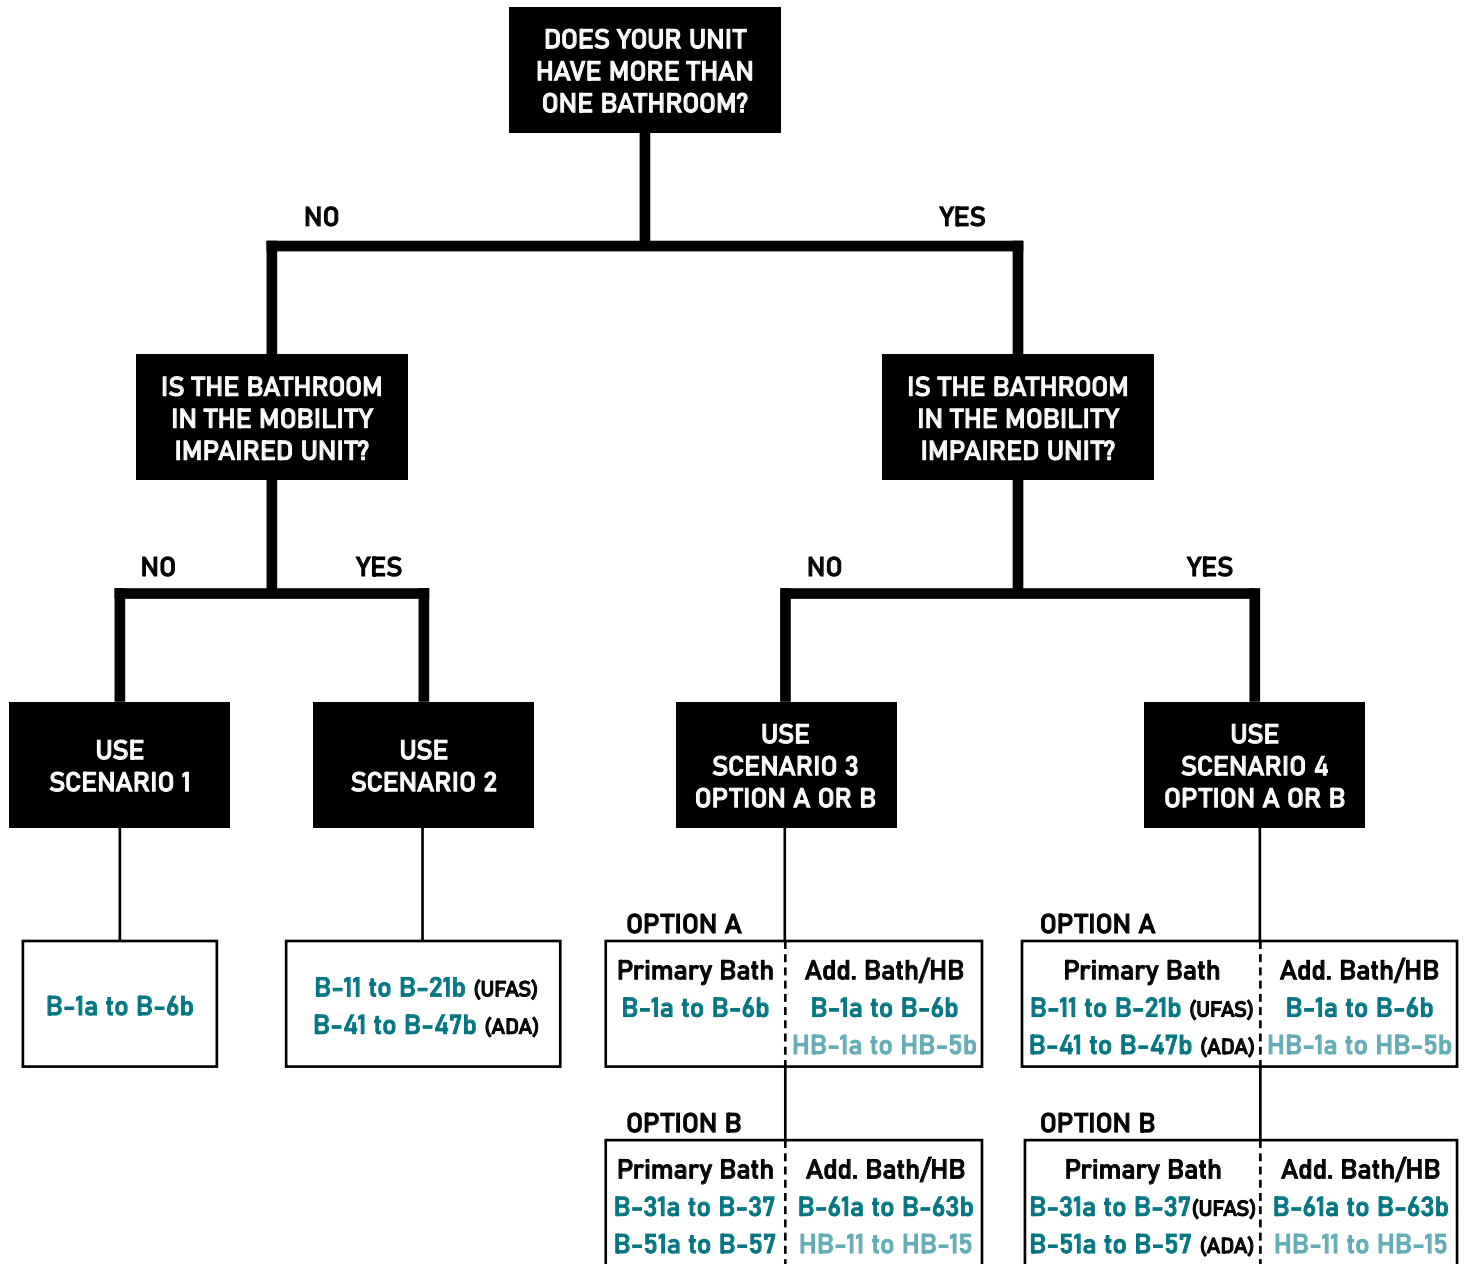 DOES YOUR UNIT
HAVE MORE THAN
ONE BATHROOM?
NO
YES
IS THE BATHROOM
IN THE MOBILITY
IMPAIRED UNIT?
IS THE BATHROOM
IN THE MOBILITY
IMPAIRED UNIT?
NO
YES
NO
YES
USE
SCENARIO 1
USE
SCENARIO 2
USE
SCENARIO 3
OPTION A OR B
USE
SCENARIO 4
OPTION A OR B
B-1a to B-6b
B-11 to B-21b (UFAS)
B-41 to B-47b (ADA)
OPTION A
Primary Bath
B-1a to B-6b
Add. Bath/HB
B-1a to B-6b
HB-1a to HB-5b
OPTION A
Primary Bath
B-11 to B-21b (UFAS)
B-41 to B-47b (ADA)
Add. Bath/HB
B-1a to B-6b
HB-1a to HB-5b
OPTION B
Primary Bath
B-31a to B-37
B-51a to B-57
Add. Bath/HB
B-61a to B-63b
HB-11 to HB-15
OPTION B
Primary Bath
B-31a to B-37(UFAS)
B-51a to B-57 (ADA)
Add. Bath/HB
B-61a to B-63b
HB-11 to HB-15